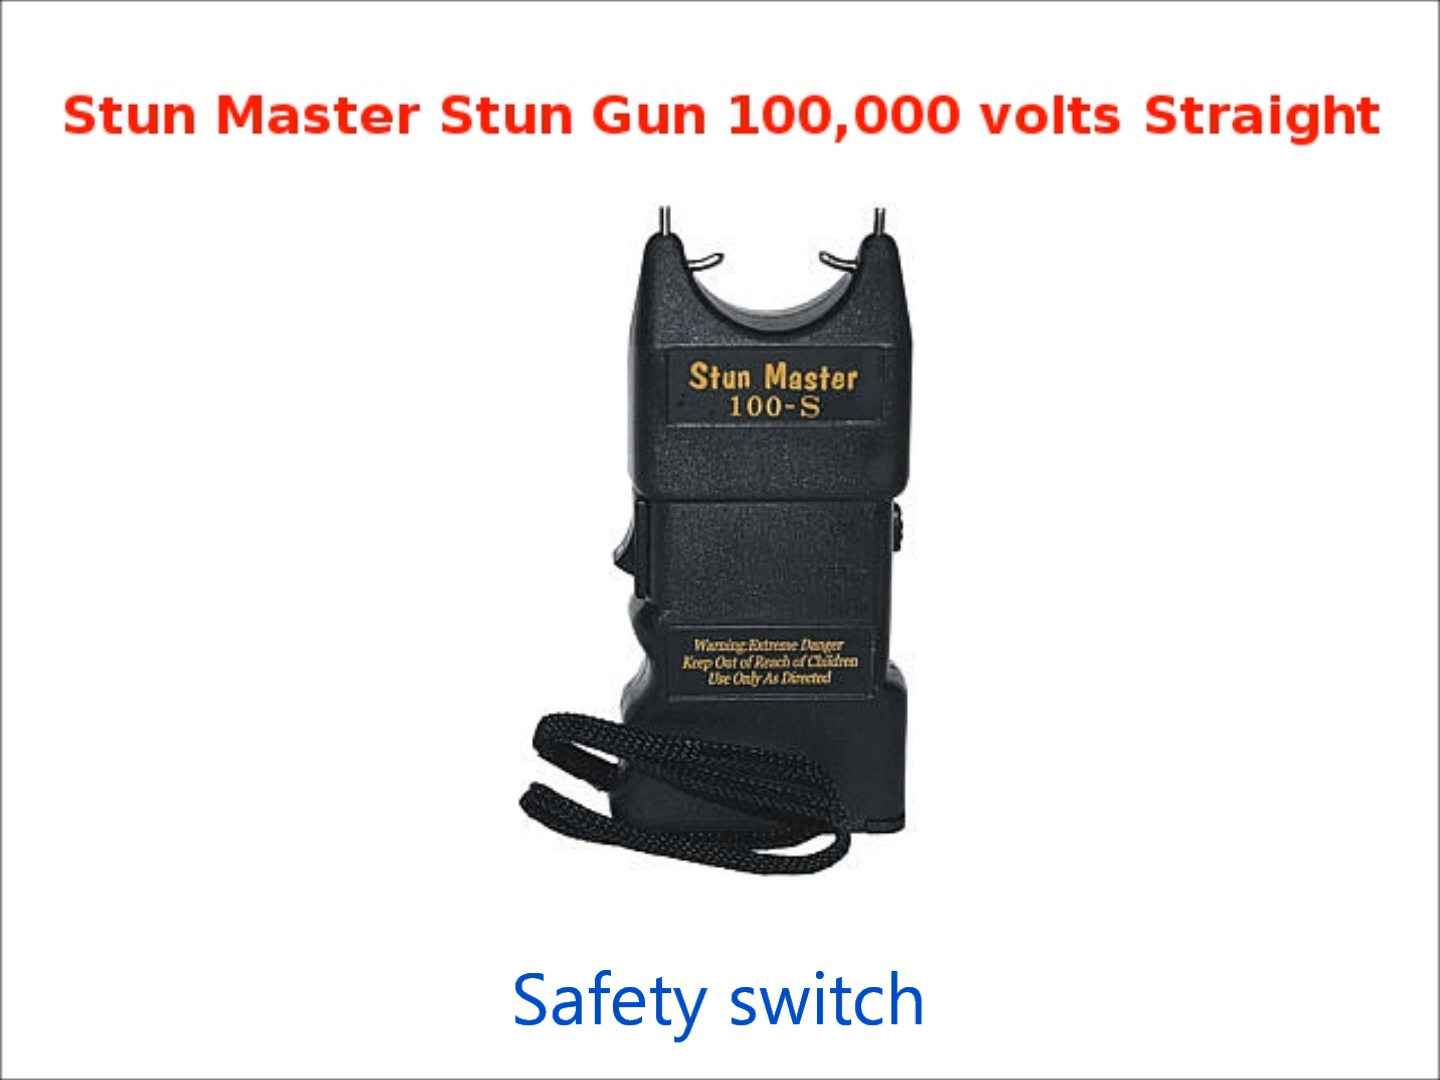 Stun Master Stun Gun 100,000 volts Straight
Stun Master
100-S
Warning:Extreme Danger
Keep Out of Reach of Children
Use Only As Directed
Safety switch